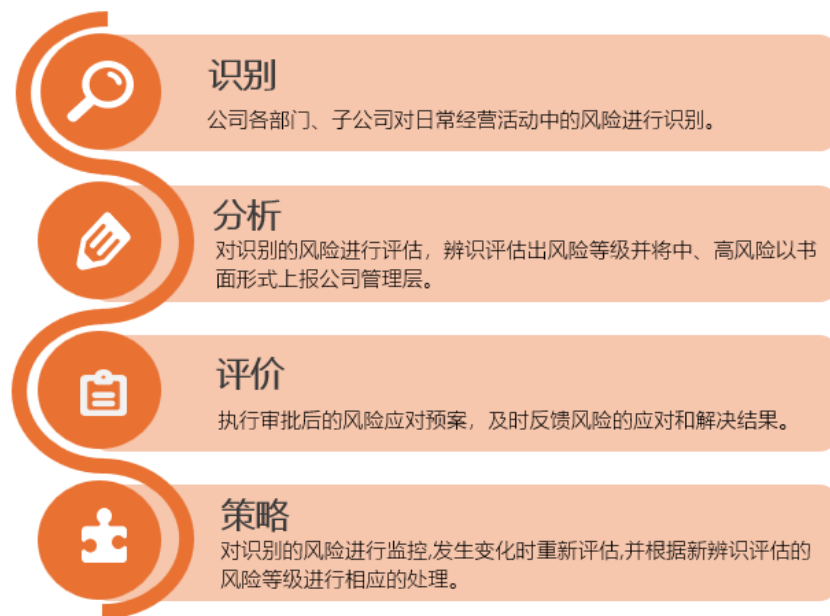 识别
公司各部门、子公司对日常经营活动中的风险进行识别。
分析
对识别的风险进行评估，辨识评估出风险等级并将中、高风险以书
面形式上报公司管理层。
评价
执行审批后的风险应对预案，及时反馈风险的应对和解决结果。
策略
对识别的风险进行监控,发生变化时重新评估,并根据新辨识评估的
风险等级进行相应的处理。